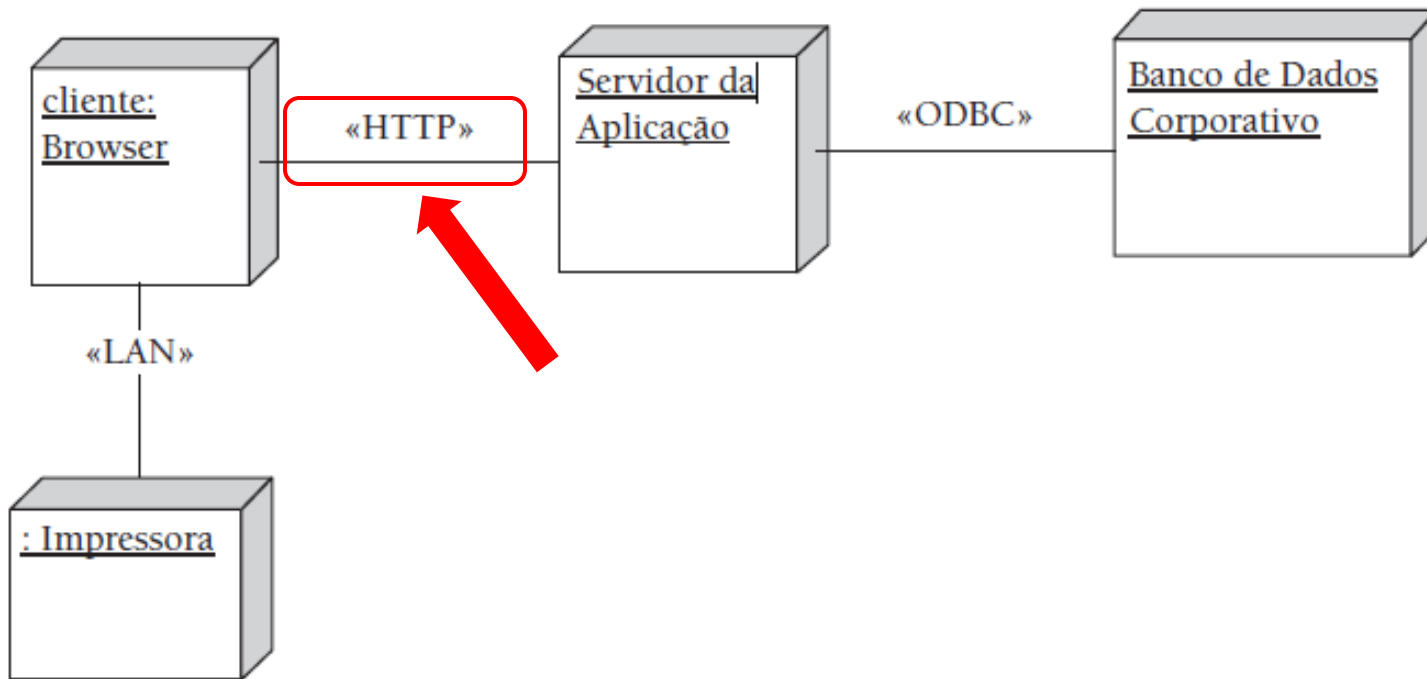 cliente:
Browser
«HTTP»
Servidor da
Aplicação
«ODBC»
Banco de Dados
Corporativo
«LAN»
: Impressora